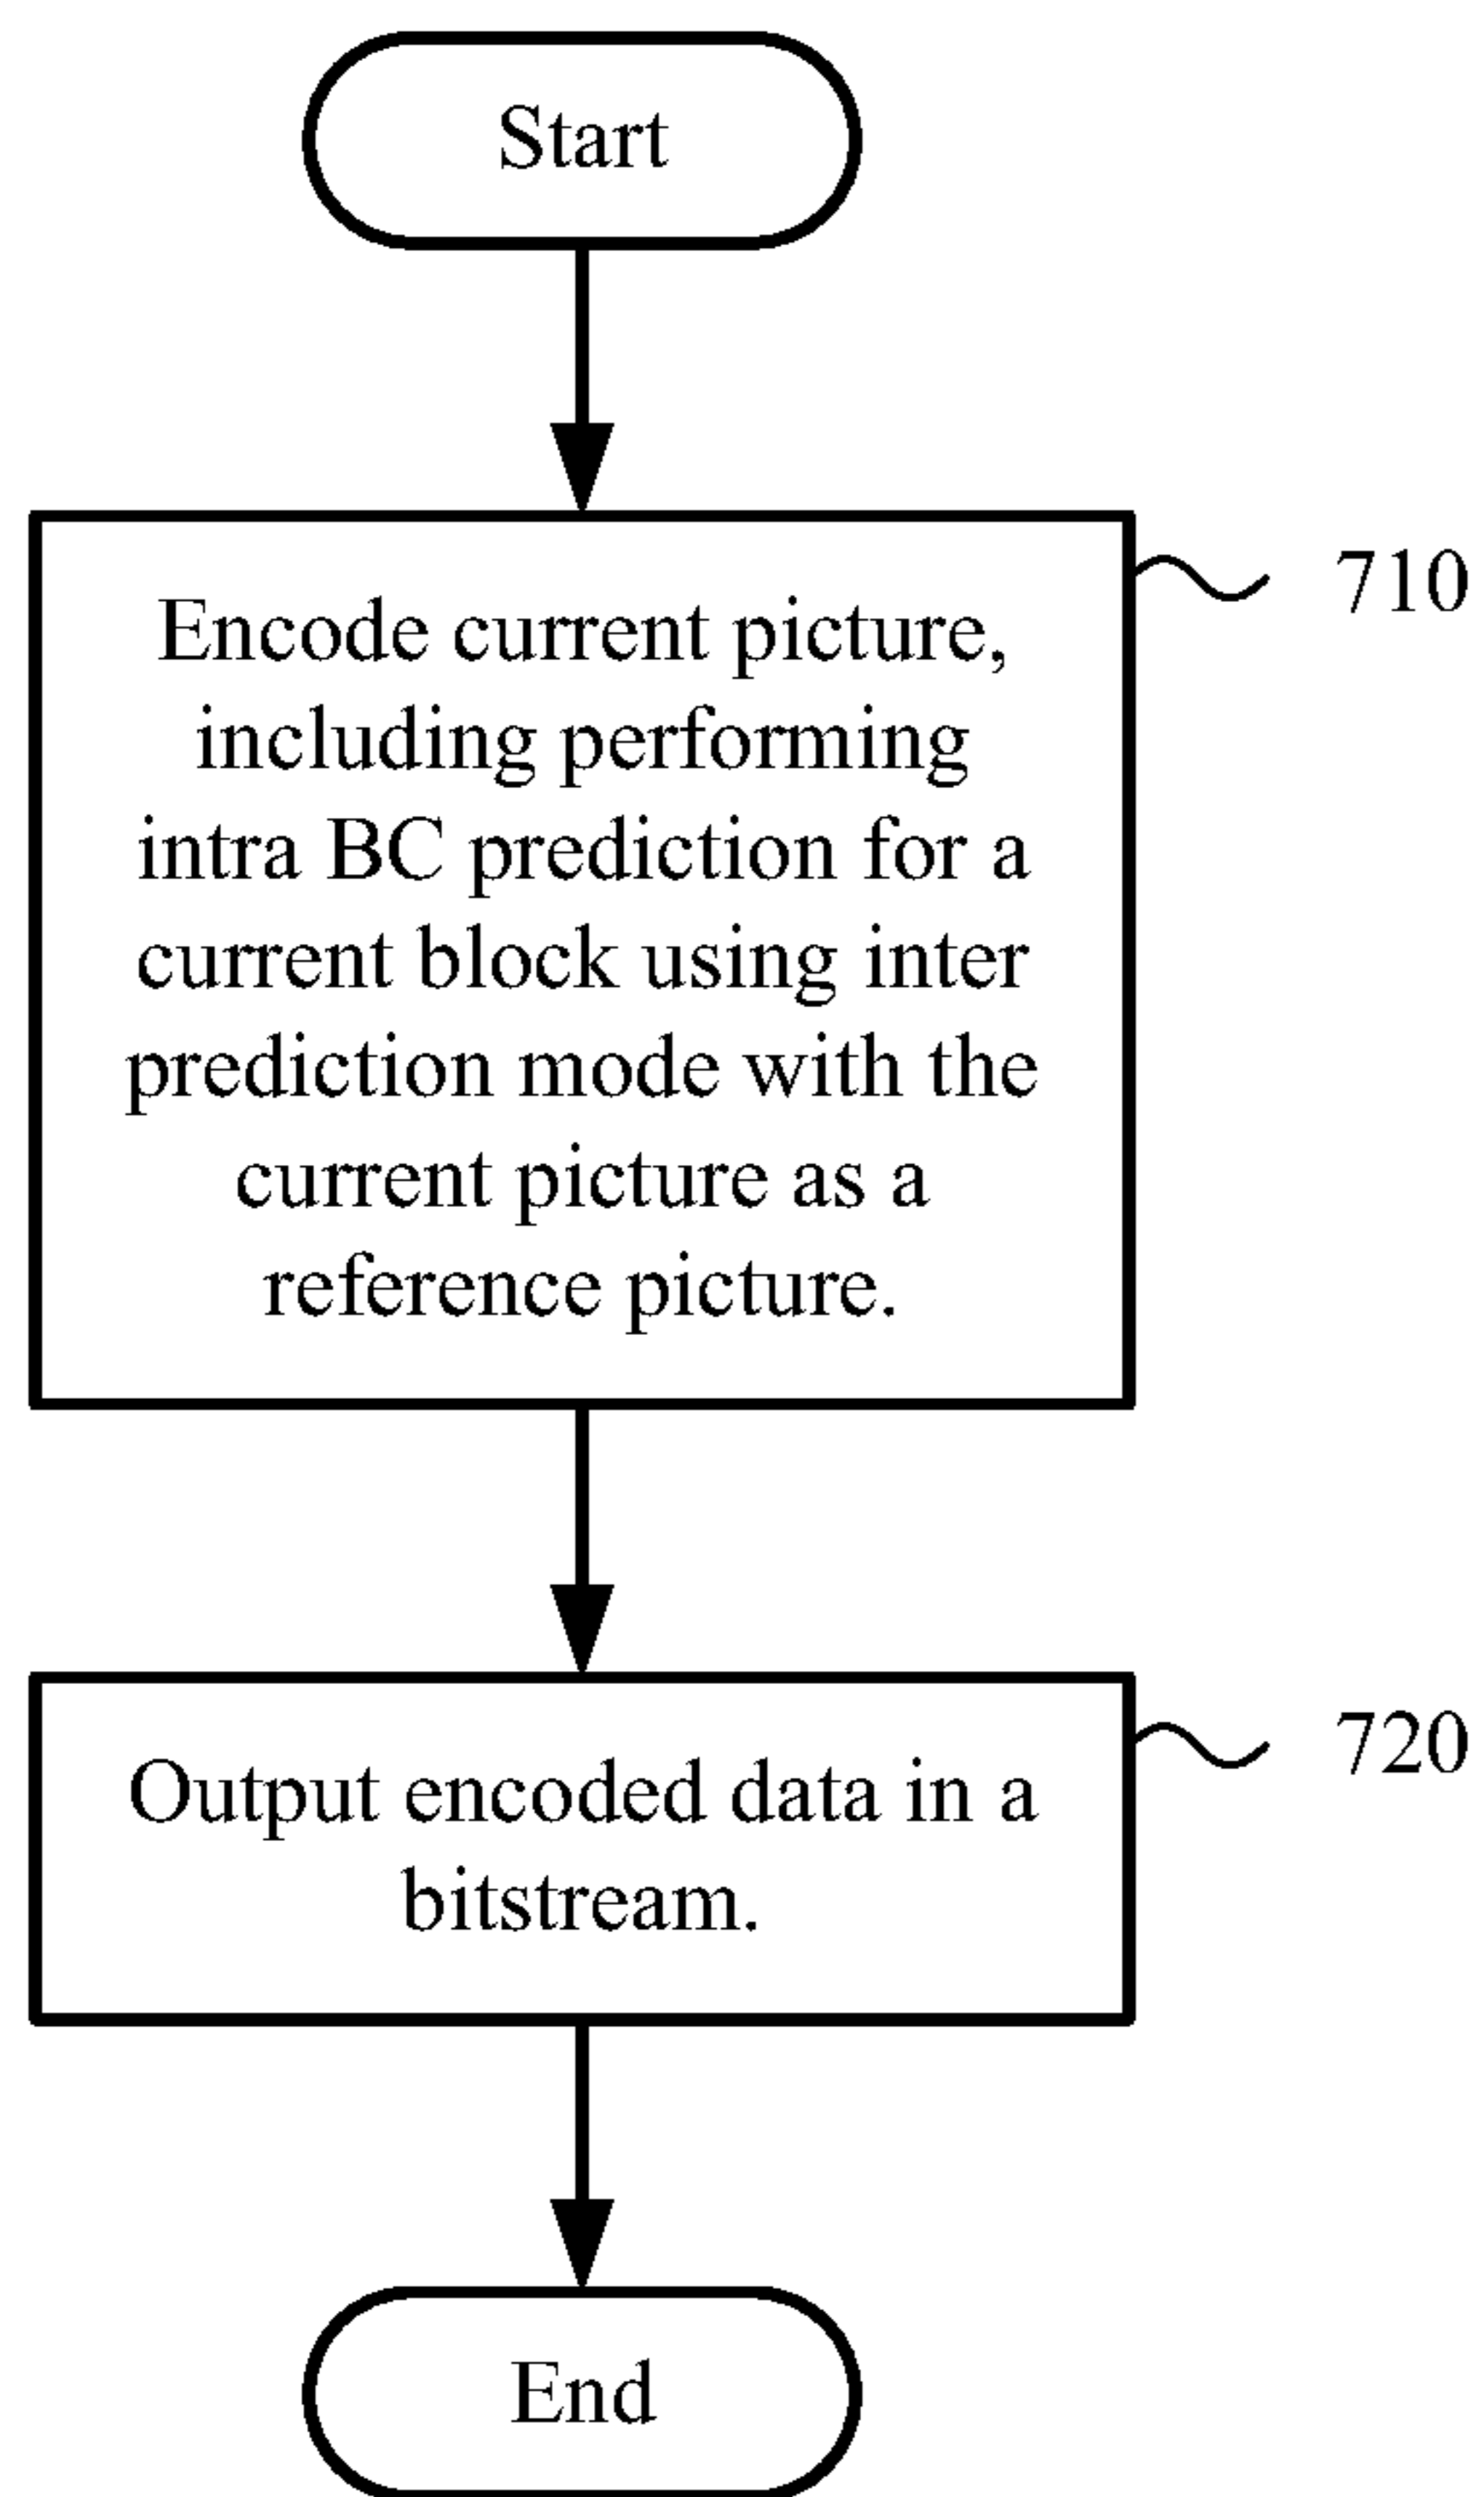 Start
710
Encode current picture,
including performing
intra BC prediction for a
current block using inter
prediction mode with the
current picture as a
reference picture.
720
Output encoded data in a
bitstream.
End